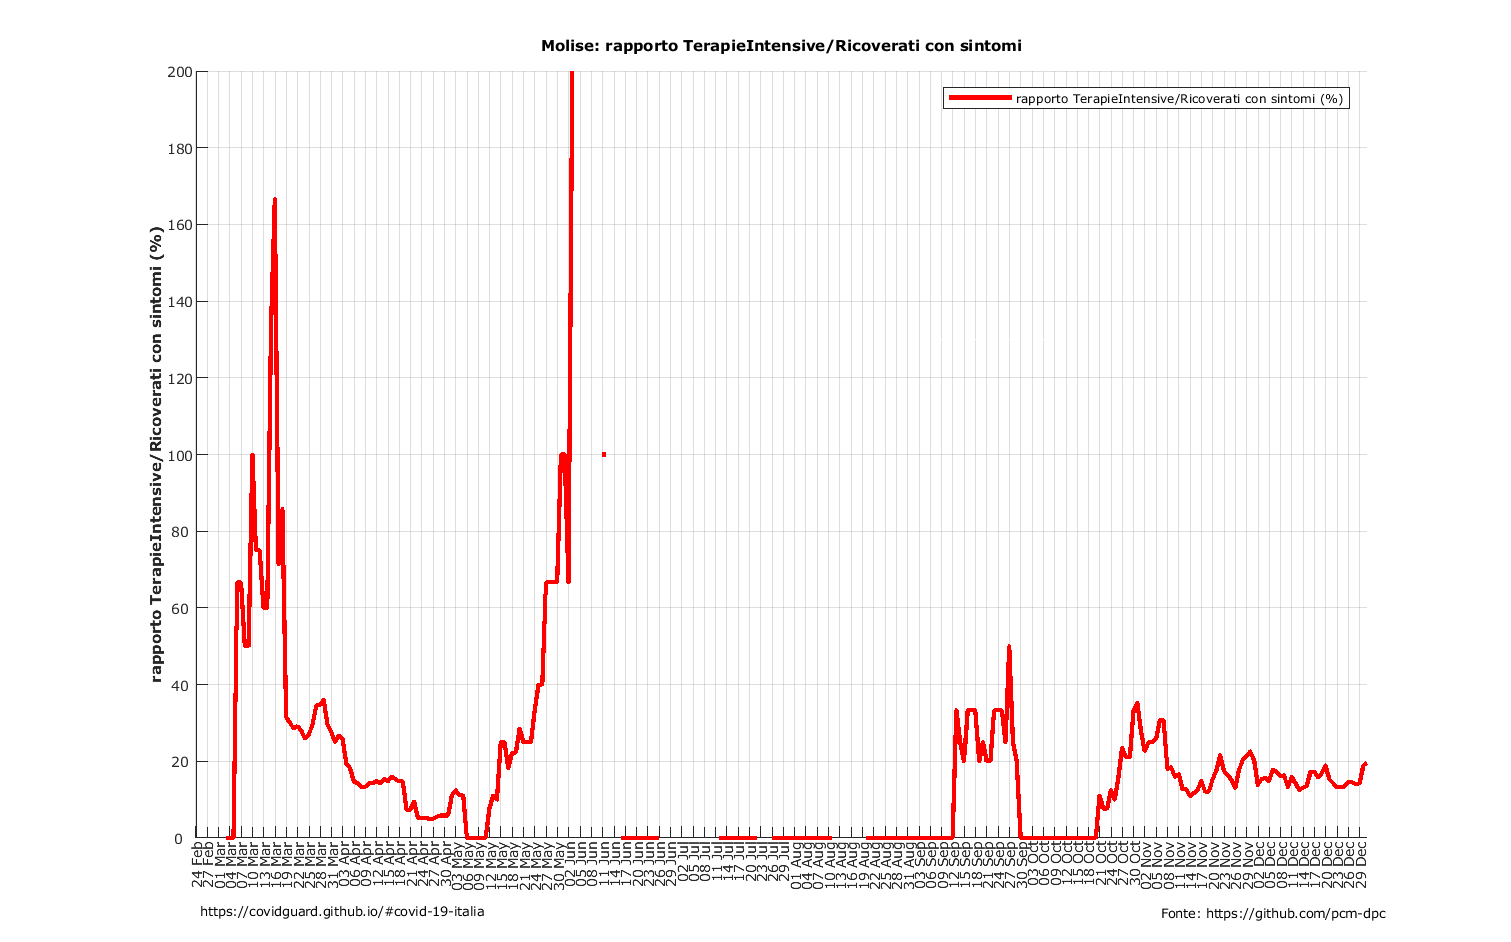 Molise: rapporto TerapieIntensive/Ricoverati con sintomi
rapporto TerapieIntensive/Ricoverati con sintomi (%)
rapporto TerapieIntensive/Ricoverati con sintomi (%)
200
180
160
140
120
100
80
60
40
20
0
24 Feb
27 Feb
01 Mar
04 Mar
07 Mar
10 Mar
13 Mar
16 Mar
19 Mar
22 Mar
25 Mar
28 Mar
31 Mar
03 Apr
06 Apr
09 Apr
12 Apr
15 Apr
18 Apr
21 Apr
24 Apr
27 Apr
30 Apr
03 May
06 May
09 May
12 May
15 May
18 May
21 May
24 May
27 May
30 May
02 Jun
05 Jun
08 Jun
11 Jun
14 Jun
17 Jun
20 Jun
23 Jun
26 Jun
29 Jun
02 Jul
05 Jul
08 Jul
11 Jul
14 Jul
17 Jul
20 Jul
23 Jul
26 Jul
29 Jul
01 Aug
04 Aug
07 Aug
10 Aug
13 Aug
16 Aug
19 Aug
22 Aug
25 Aug
28 Aug
31 Aug
03 Sep
06 Sep
09 Sep
12 Sep
15 Sep
18 Sep
21 Sep
24 Sep
27 Sep
30 Sep
03 Oct
06 Oct
09 Oct
12 Oct
15 Oct
18 Oct
21 Oct
24 Oct
27 Oct
30 Oct
02 Nov
05 Nov
08 Nov
11 Nov
14 Nov
17 Nov
20 Nov
23 Nov
26 Nov
29 Nov
02 Dec
05 Dec
08 Dec
11 Dec
14 Dec
17 Dec
20 Dec
23 Dec
26 Dec
29 Dec
https://covidguard.github.io/#covid-19-italia
Fonte: https://github.com/pcm-dpc